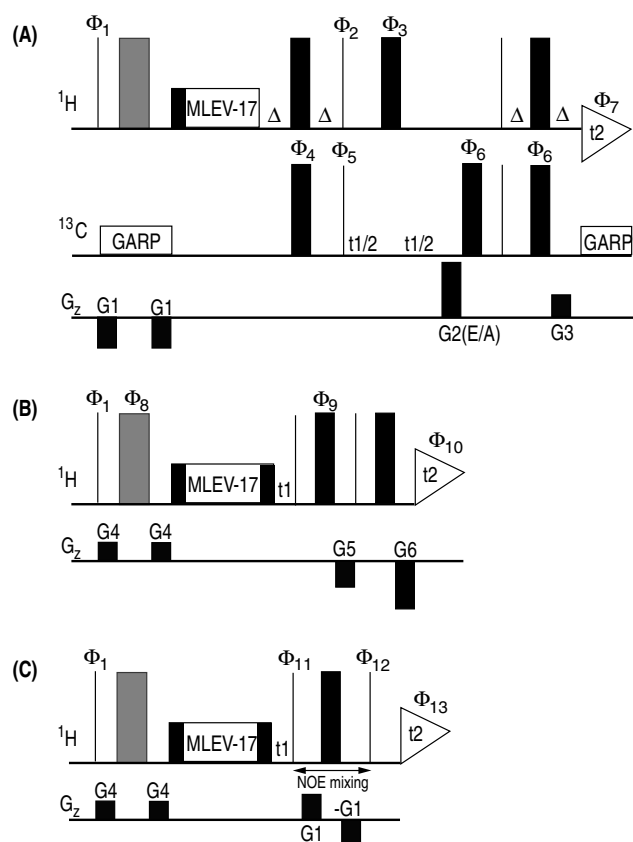 (A)
Φ1 Φ2 Φ3
1H MLEV-17 Δ Δ Δ Δ Φ7
t2
Φ4 Φ5 Φ6 Φ6
13C GARP t1/2 t1/2 GARP
Gz G1 G1
G2(E/A) G3
(B)
Φ1 Φ8 Φ9
Φ10
1H MLEV-17 t1 t2
Gz G4 G4 G5 G6
(C)
Φ1 Φ11 Φ12
Φ13
1H MLEV-17 t1 t2
NOE mixing
Gz G4 G4 -G1
G1